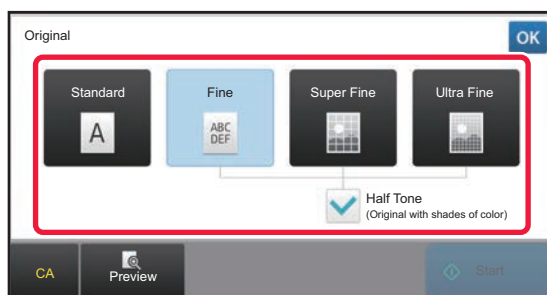 Original
OK
Standard
Fine
Super Fine
Ultra Fine
A
ABC
DEF
Half Tone
(Original with shades of color)
CA
Preview
Start